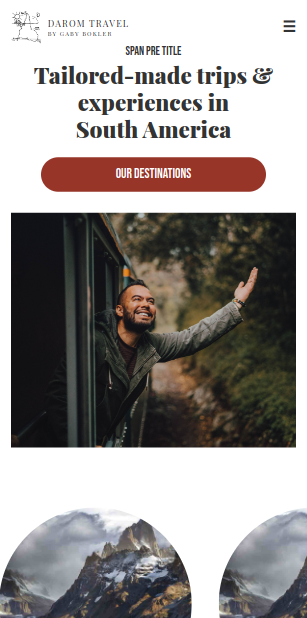 DAROM TRAVEL
BY GABY BOKLER
SPAN PRE TITLE
Tailored-made trips &
experiences in
South America
OUR DESTINATIONS